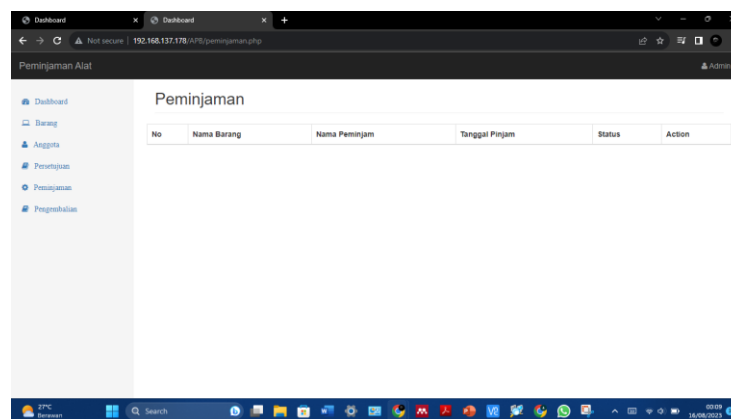 Dashboard
Dashboard
Not secure | 192.168.137.178/APB/peminjaman.php
Peminjaman Alat
Admin
Dashboard
Barang
Anggota
Persetujuan
Peminjaman
Pengembalian
Peminjaman
No Nama Barang Nama Peminjam Tanggal Pinjam Status Action
27°C
Berawan
Search
00:09
16/08/2023